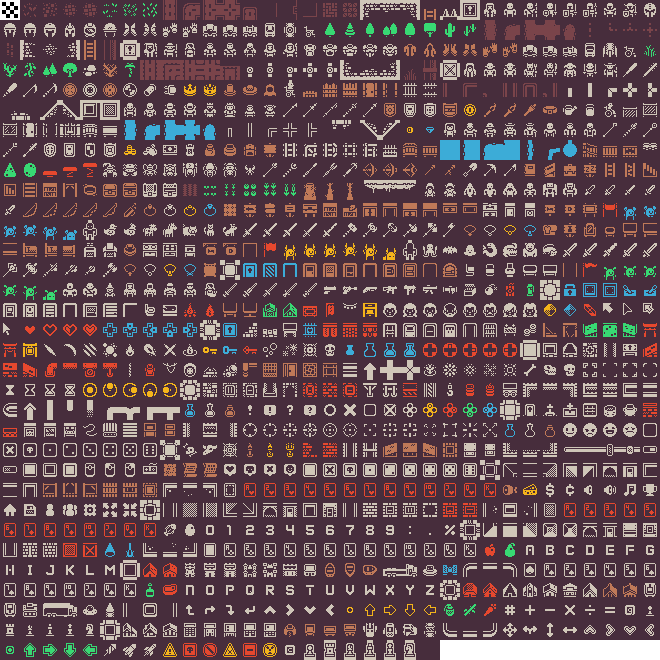 ! ? ?
$
0 1 2 3 4 5 6 7 8 9 : . %
A B C D E F G
H I J K L M
N O P Q R S T U V W X Y Z
# + - × ÷ = @